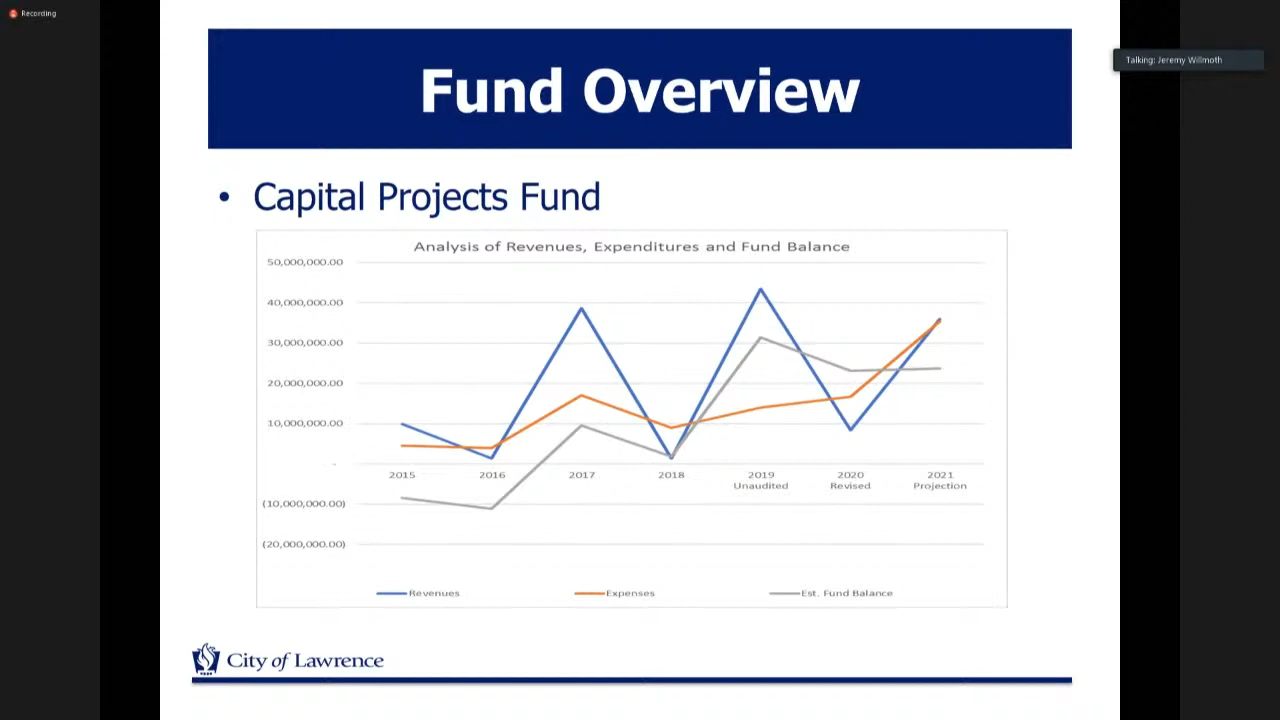 Recording
Talking: Jeremy Willmoth
Fund Overview
• Capital Projects Fund
Analysis of Revenues, Expenditures and Fund Balance
50,000,000.00
40,000,000.00
30,000,000.00
20,000,000.00
10,000,000.00
-
(10,000,000.00)
(20,000,000.00)
2015 2016 2017 2018 2019 2020 2021
Unaudited Revised Projection
Revenues Expenses Est. Fund Balance
City of Lawrence